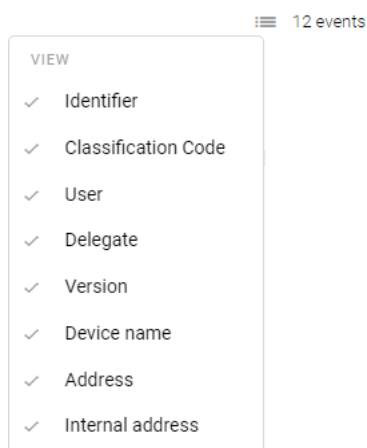 12 events
VIEW
Identifier
Classification Code
User
Delegate
Version
Device name
Address
Internal address